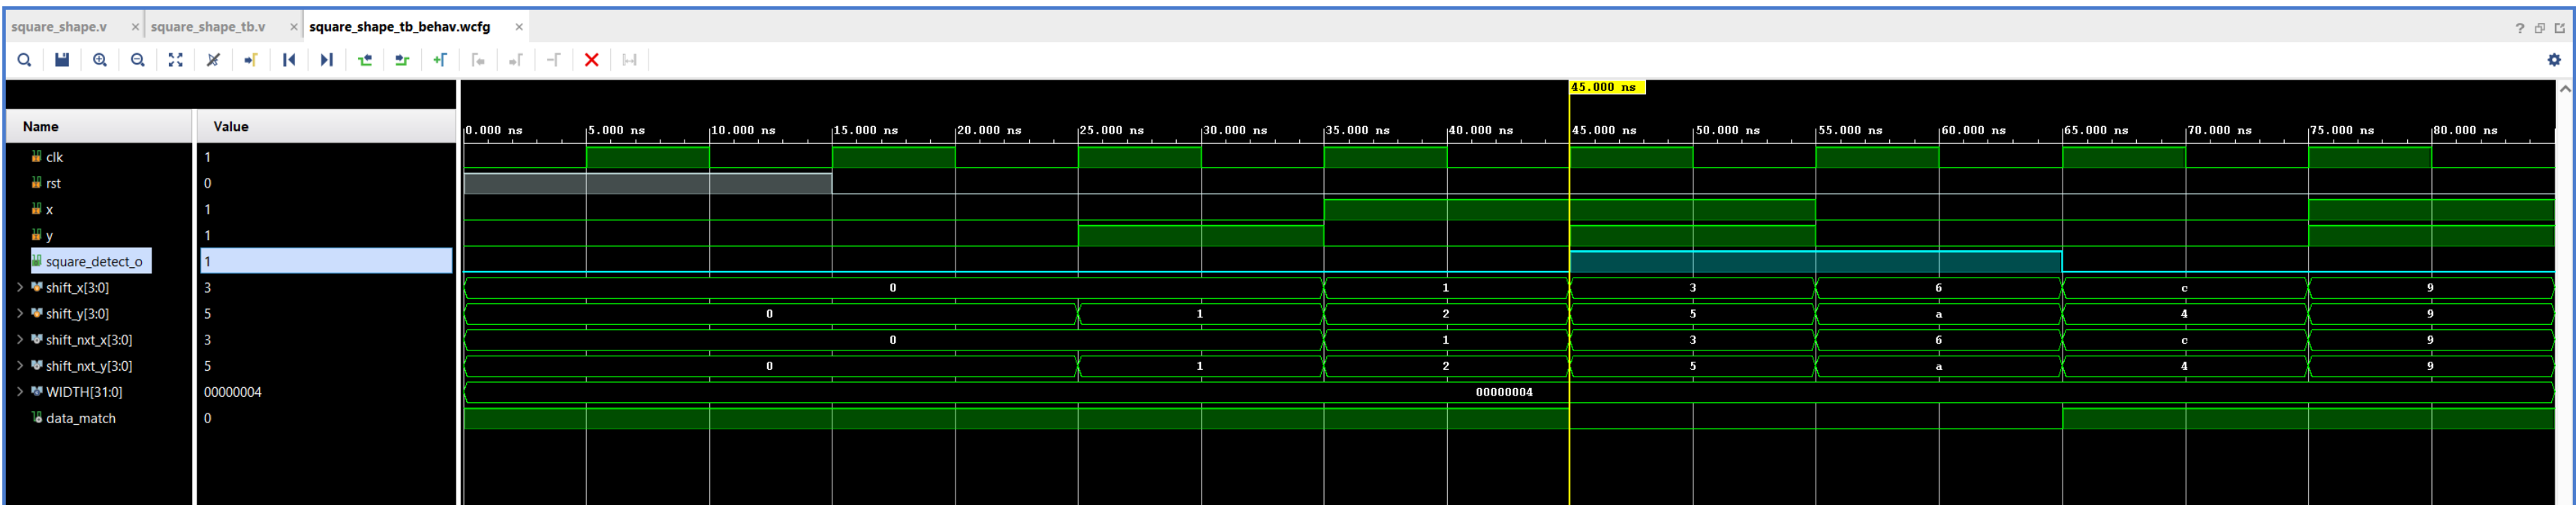 square_shape.v × square_shape_tb.v × square_shape_tb_behav.wcfg ×
?
45.000 ns
Name Value
0.000 ns 5.000 ns 10.000 ns 15.000 ns 20.000 ns 25.000 ns 30.000 ns 35.000 ns 40.000 ns 45.000 ns 50.000 ns 55.000 ns 60.000 ns 65.000 ns 70.000 ns 75.000 ns 80.000 ns
clk 1
rst 0
x 1
y 1
square_detect_o 1
shift_x[3:0] 3 0 1 3 6 c 9
shift_y[3:0] 5 0 1 2 5 a 4 9
shift_nxt_x[3:0] 3 0 1 3 6 c 9
shift_nxt_y[3:0] 5 0 1 2 5 a 4 9
WIDTH[31:0] 00000004 00000004
data_match 0